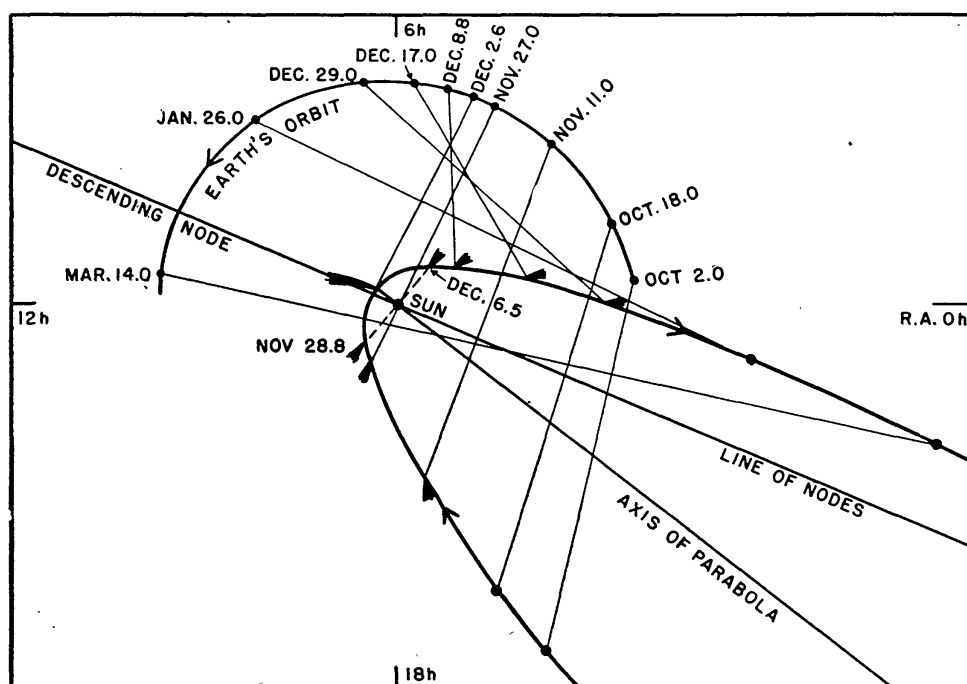 6h
DEC. 8.8
DEC. 2.6
NOV. 27.0
DEC. 17.0
DEC. 29.0
JAN. 26.0
EARTH'S ORBIT
NOV. 11.0
DESCENDING NODE
OCT. 18.0
MAR. 14.0
OCT 2.0
DEC. 6.5
SUN
12h
R.A. 0h
NOV 28.8
LINE OF NODES
AXIS OF PARABOLA
18h